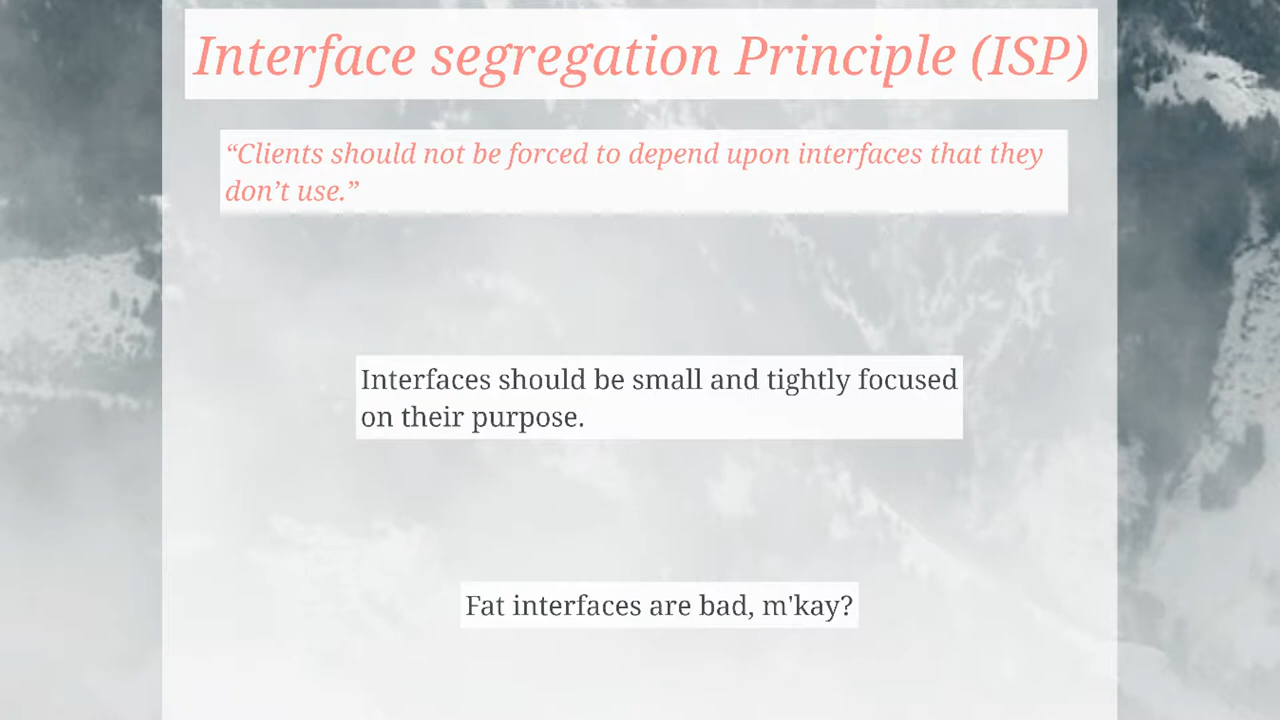 Interface segregation Principle (ISP)
“Clients should not be forced to depend upon interfaces that they
don’t use.”
Interfaces should be small and tightly focused
on their purpose.
Fat interfaces are bad, m'kay?